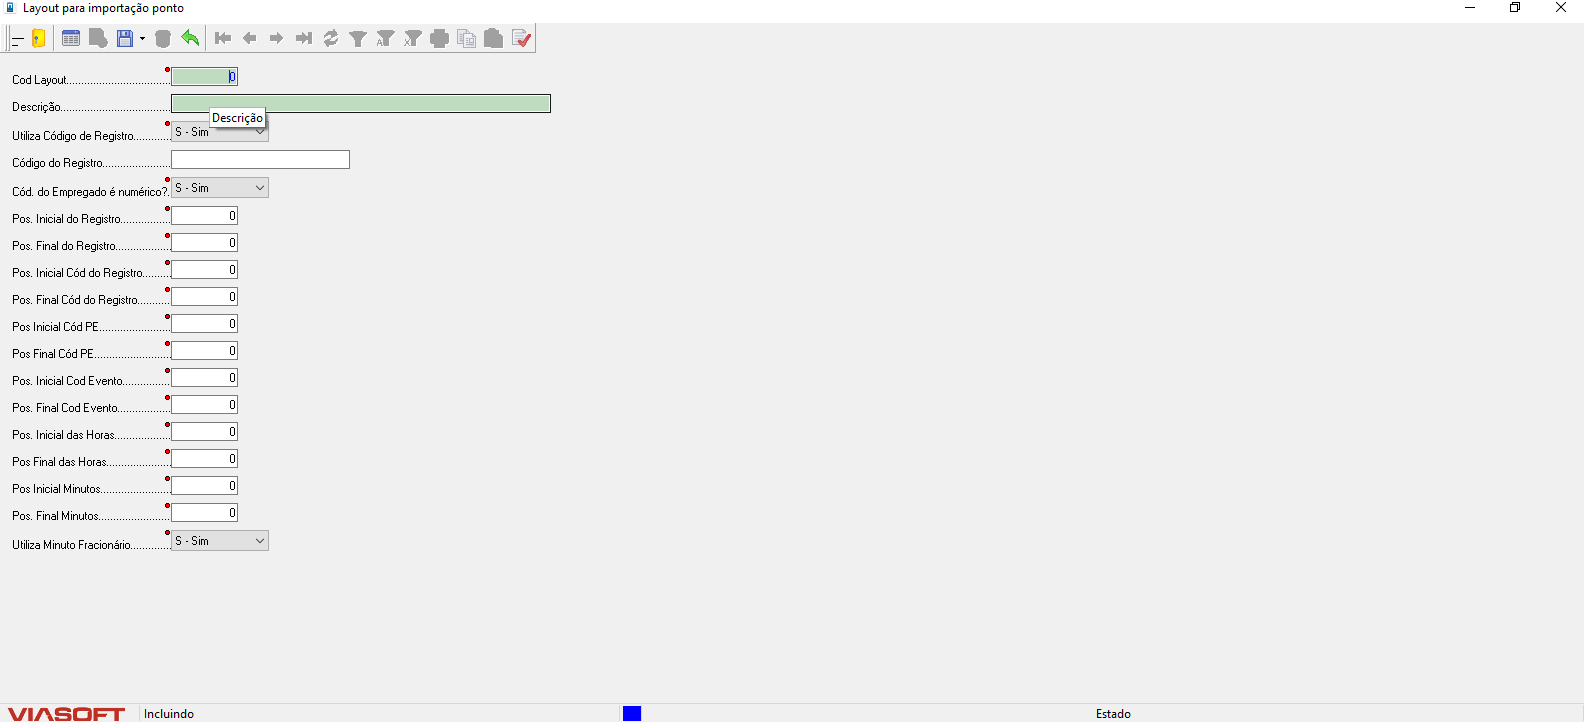 Layout para importação ponto
Cod Layout 0
Descrição
Descrição
Utiliza Código de Registro S - Sim
Código do Registro
Cód. do Empregado é numérico? S - Sim
Pos. Inicial do Registro 0
Pos. Final do Registro 0
Pos. Inicial Cód do Registro 0
Pos. Final Cód do Registro 0
Pos Inicial Cód PE 0
Pos Final Cód PE 0
Pos. Inicial Cod Evento 0
Pos. Final Cod Evento 0
Pos. Inicial das Horas 0
Pos Final das Horas 0
Pos Inicial Minutos 0
Pos. Final Minutos 0
Utiliza Minuto Fracionário S - Sim
VIASOFT Incluindo Estado